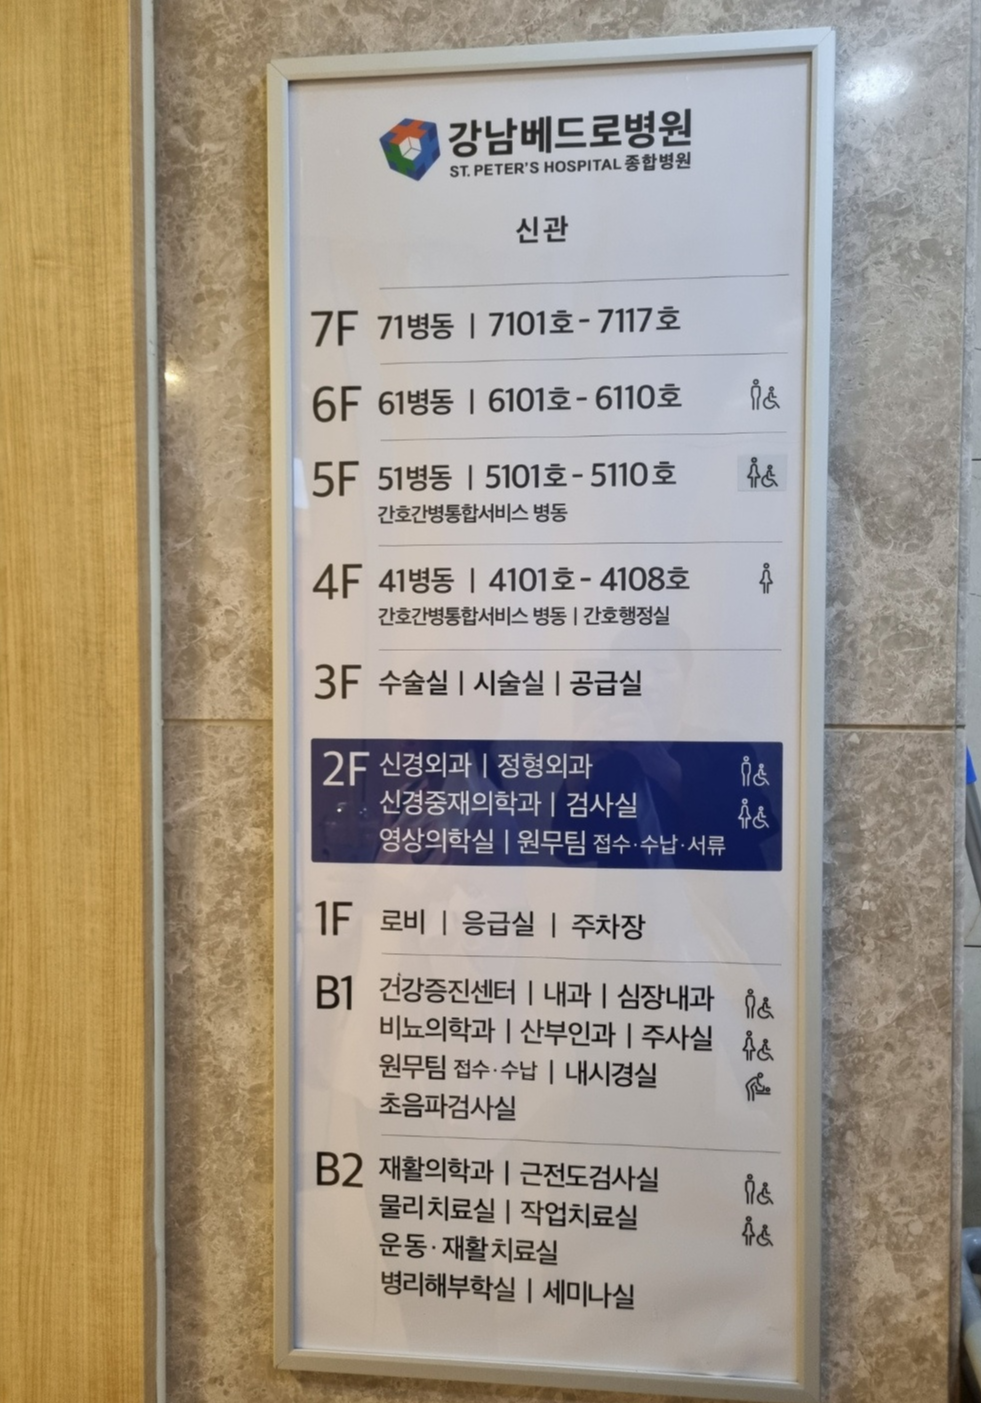 강남베드로병원
ST. PETER'S HOSPITAL 종합병원
신관
7F 71병동 | 7101호 - 7117호
6F 61병동 | 6101호 - 6110호
5F 51병동 | 5101호 - 5110호
간호간병통합서비스 병동
4F 41병동 | 4101호 - 4108호
간호간병통합서비스 병동 | 간호행정실
3F 수술실 | 시술실 | 공급실
2F 신경외과 | 정형외과
신경중재의학과 | 검사실
영상의학실 | 원무팀 접수·수납·서류
1F 로비 | 응급실 | 주차장
B1 건강증진센터 | 내과 | 심장내과
비뇨의학과 | 산부인과 | 주사실
원무팀 접수·수납 | 내시경실
초음파검사실
B2 재활의학과 | 근전도검사실
물리치료실 | 작업치료실
운동·재활치료실
병리해부학실 | 세미나실